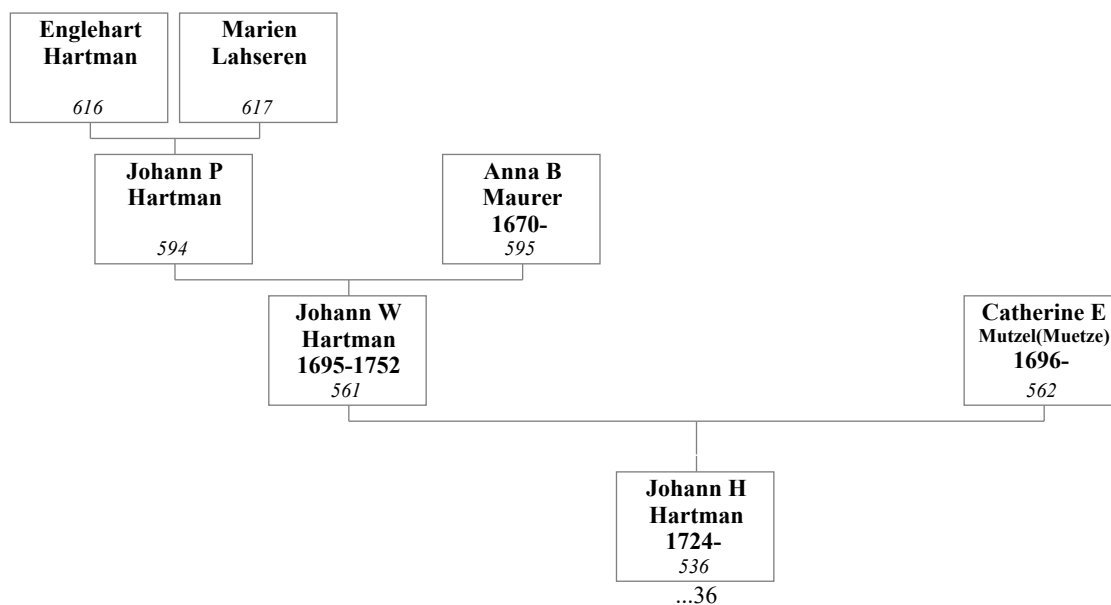 Englehart
Hartman
616
Marien
Lahseren
617
Johann P
Hartman
594
Anna B
Maurer
1670-
595
Johann W
Hartman
1695-1752
561
Catherine E
Mutzel(Muetze)
1696-
562
Johann H
Hartman
1724-
536
...36